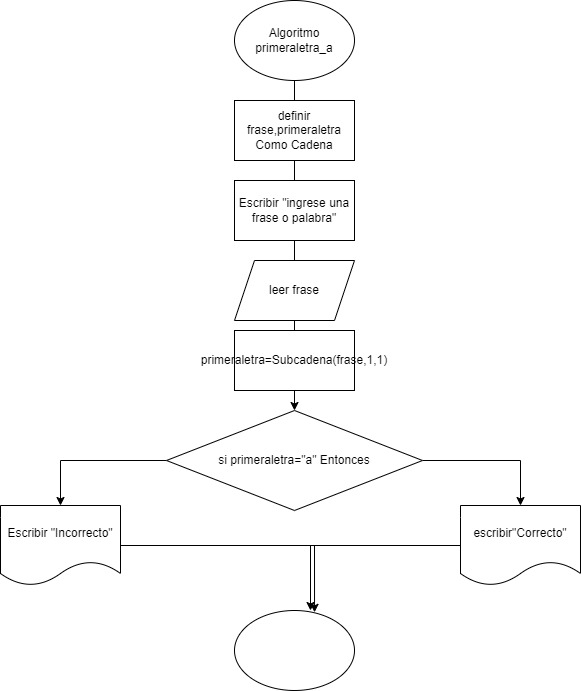 Algoritmo
primeraletra_a
definir
frase,primeraletra
Como Cadena
Escribir "ingrese una
frase o palabra"
leer frase
primeraletra=Subcadena(frase,1,1)
si primeraletra="a" Entonces
Escribir "Incorrecto"
escribir"Correcto"